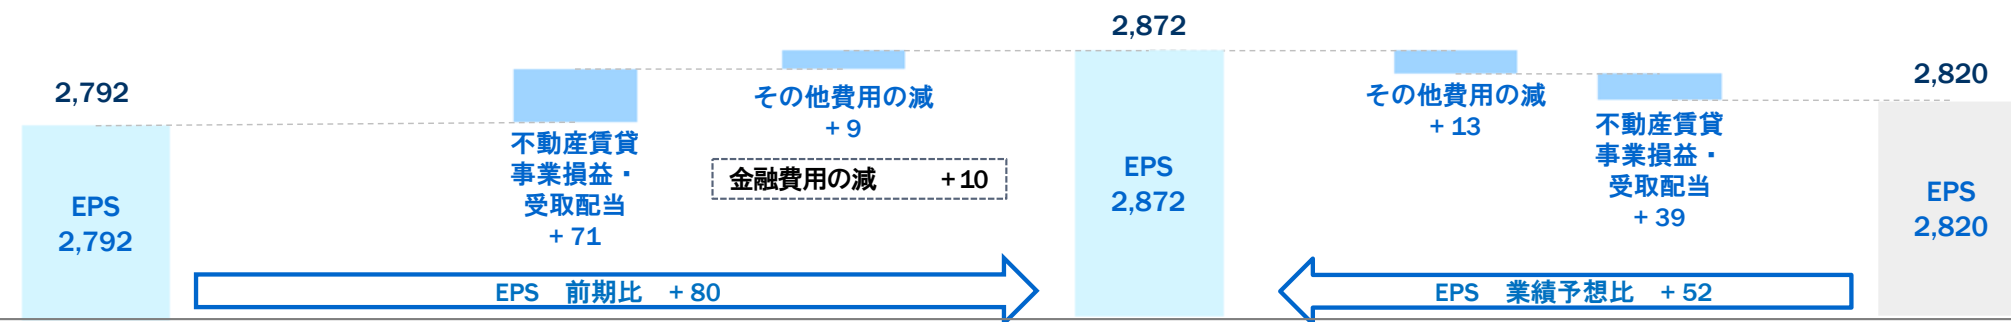 2,792
EPS
2,792
不動産賃貸
事業損益・
受取配当
+ 71
その他費用の減
+ 9
金融費用の減 +10
EPS 前期比 + 80
2,872
EPS
2,872
その他費用の減
+ 13
不動産賃貸
事業損益・
受取配当
+ 39
EPS 業績予想比 + 52
2,820
EPS
2,820